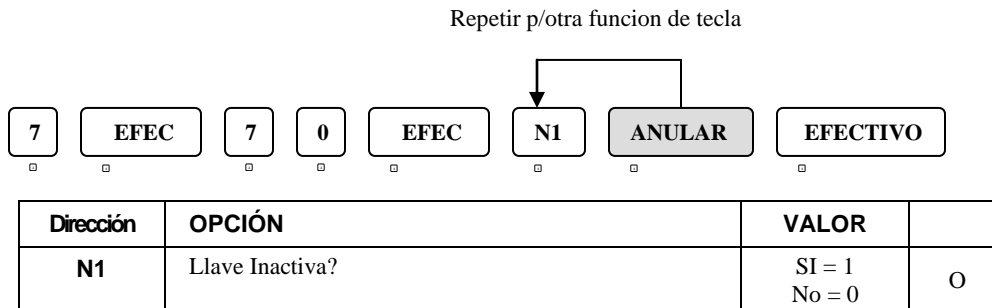 Repetir p/otra funcion de tecla
7 EFEC 7 0 EFEC N1 ANULAR EFECTIVO
Dirección OPCIÓN VALOR
N1 Llave Inactiva? SI = 1 O
No = 0